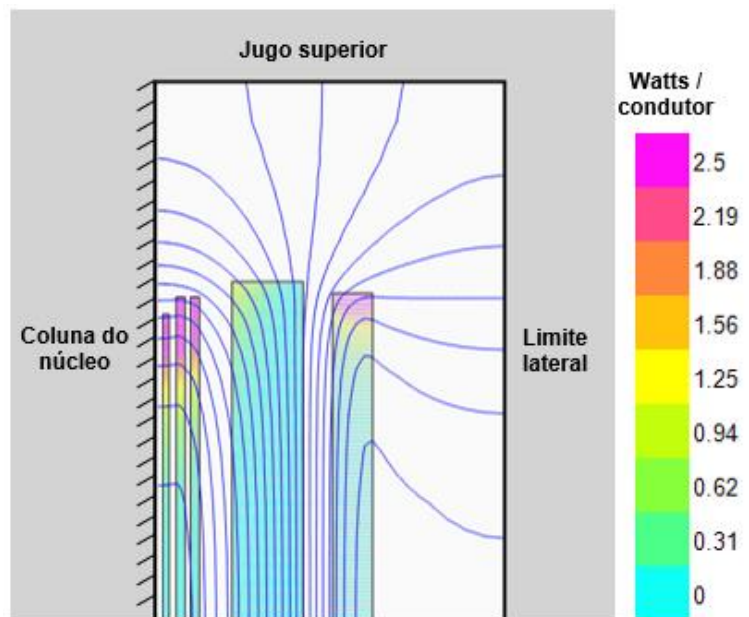 Jugo superior
Watts /
condutor
2.5
2.19
1.88
1.56
1.25
0.94
0.62
0.31
0
Coluna do
núcleo
Limite
lateral